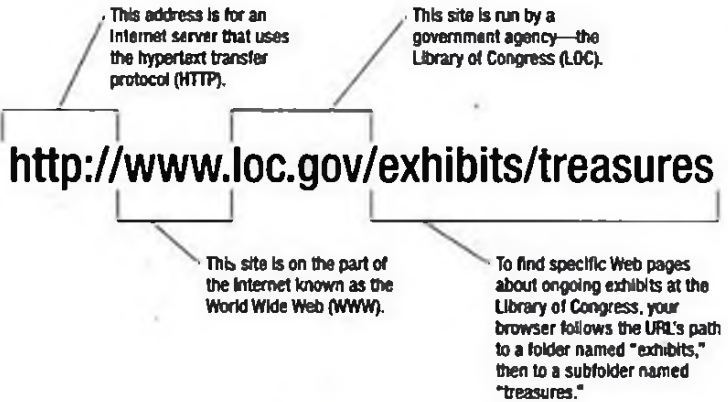 This address is for an
Internet server that uses
the hypertext transfer
protocol (HTTP).
This site is run by a
government agency—the
Library of Congress (LOC).
http://www.loc.gov/exhibits/treasures
This site is on the part of
the Internet known as the
World Wide Web (WWW).
To find specific Web pages
about ongoing exhibits at the
Library of Congress, your
browser follows the URL's path
to a folder named "exhibits,"
then to a subfolder named
"treasures."